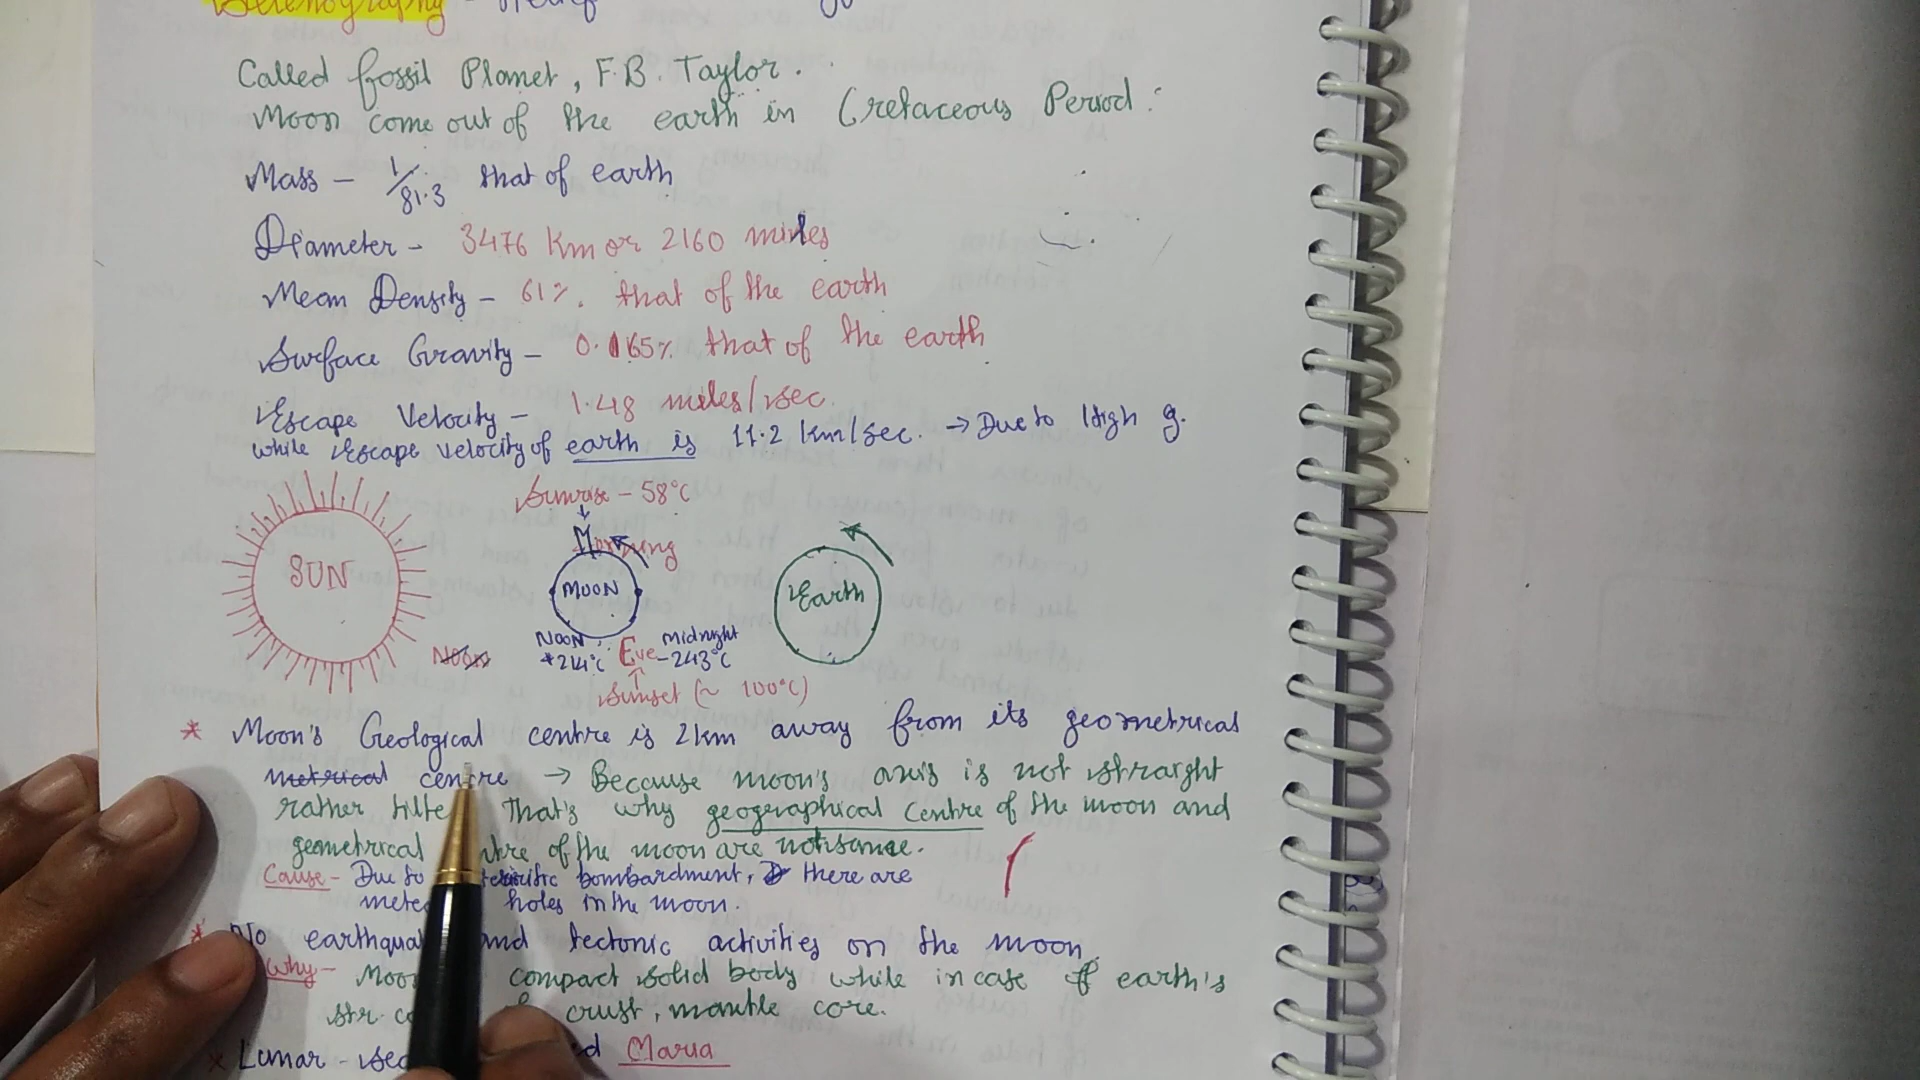 Selenography -
Called fossil Planet, F.B. Taylor.
Moon come out of the earth in Cretaceous Period.
Mass - 1/81.3 that of earth
Diameter - 3476 Km or 2160 miles
Mean Density - 61%. that of the earth
Surface Gravity - 0.165% that of the earth
Escape Velocity - 1.48 miles/sec.
while escape velocity of earth is 11.2 km/sec. → Due to high g.
Sunrise - 58°C
Morning
SUN
MOON
Earth
Noon
Noon
+214°C
Eve
midnight
-243°C
Sunset (~ 100°C)
* Moon's Geological centre is 2km away from its geometrical
metrical centre → Because moon's axis is not straight
rather That's why geographical centre of the moon and
geometrical of the moon are not same.
Cause - Due to bombardment, there are
holes in the moon.
* No and tectonic activities on the moon.
Why - compact solid body while in case of earth's
crust, mantle core.
* Lunar - Maria